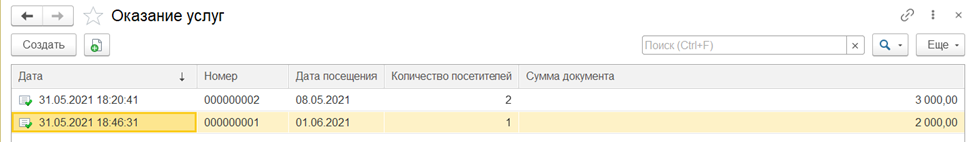 Оказание услуг
Создать Поиск (Ctrl+F) × Еще
Дата ↓ Номер Дата посещения Количество посетителей Сумма документа
31.05.2021 18:20:41 000000002 08.05.2021 2 3 000,00
31.05.2021 18:46:31 000000001 01.06.2021 1 2 000,00